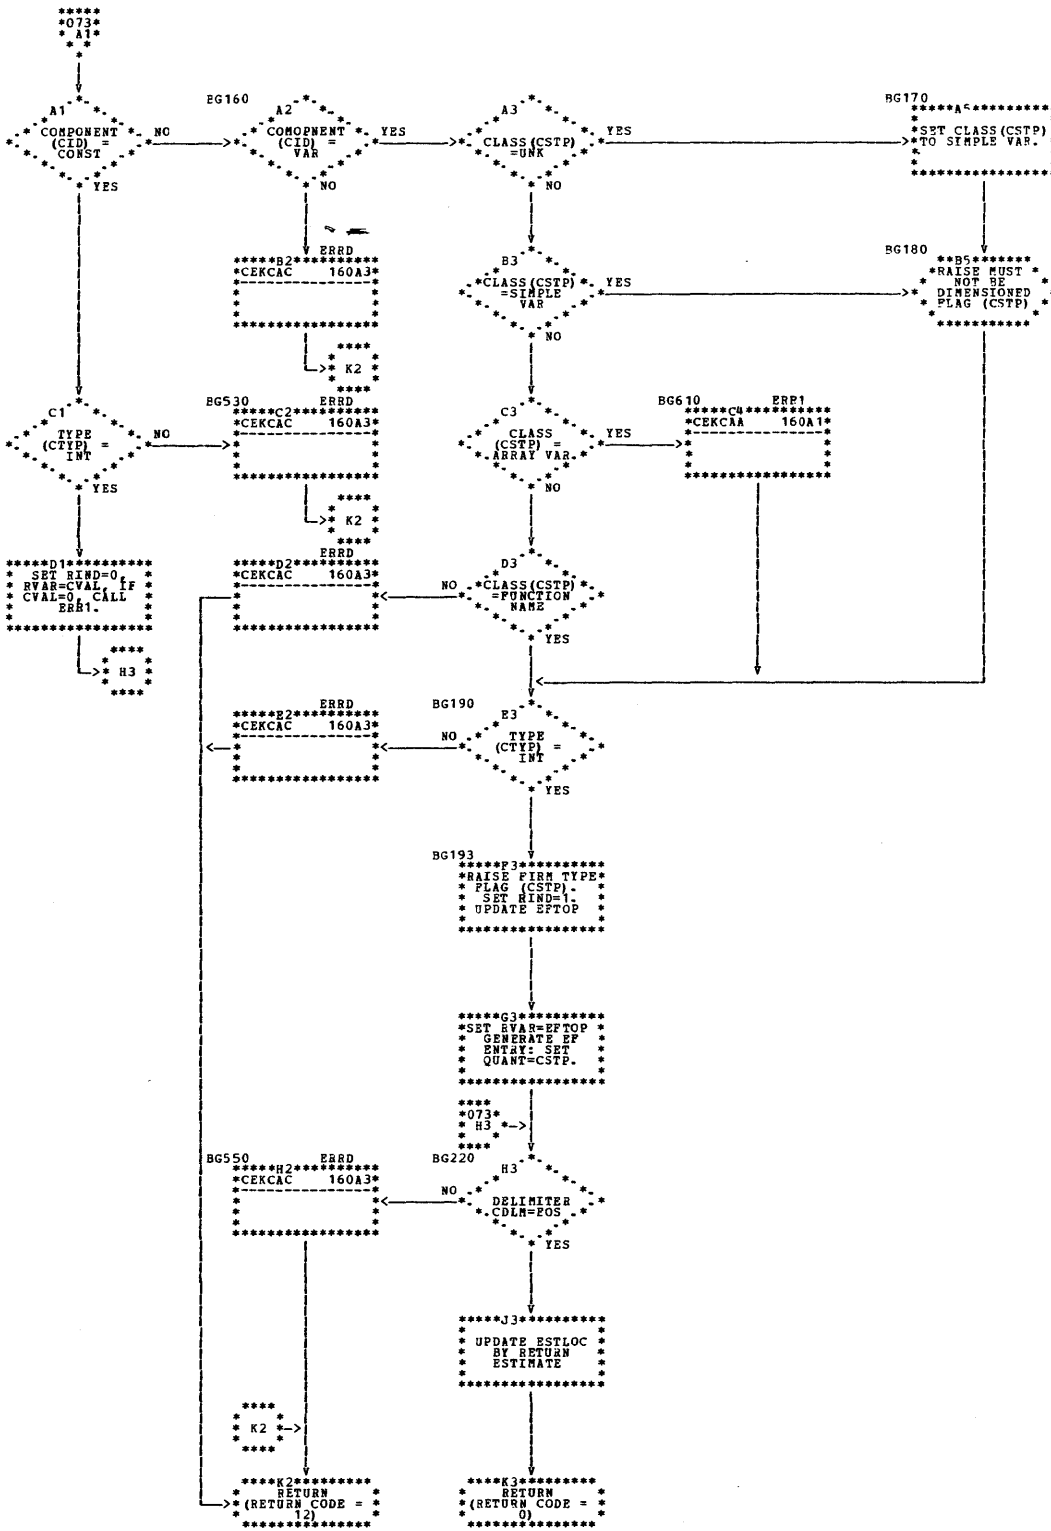 *073*
A1
A1
COMPONENT
(CID) =
CONST
NO
YES
BG160
A2
COMOPNENT
(CID) =
VAR
YES
NO
A3
CLASS(CSTP)
=UNK
YES
NO
BG170
A5
SET CLASS(CSTP)
TO SIMPLE VAR.
ERRD
B2
CEKCAC 160A3
K2
B3
CLASS(CSTP)
=SIMPLE
VAR
YES
NO
BG180
B5
RAISE MUST
NOT BE
DIMENSIONED
FLAG (CSTP)
C1
TYPE
(CTYP) =
INT
NO
YES
BG530 ERRD
C2
CEKCAC 160A3
K2
C3
CLASS
(CSTP) =
ARRAY VAR.
YES
NO
BG610 ERR1
C4
CEKCAA 160A1
D1
SET RIND=0,
RVAR=CVAL, IF
CVAL=0, CALL
ERR1.
H3
ERRD
D2
CEKCAC 160A3
NO
D3
CLASS(CSTP)
=FUNCTION
NAME
YES
ERRD
E2
CEKCAC 160A3
BG190
NO
E3
TYPE
(CTYP) =
INT
YES
BG193
F3
RAISE FIRM TYPE
FLAG (CSTP).
SET RIND=1.
UPDATE EFTOP
G3
SET RVAR=EFTOP
GENERATE EF
ENTRY: SET
QUANT=CSTP.
*073*
H3
BG550 ERRD
H2
CEKCAC 160A3
BG220
NO
H3
DELIMITER
CDLM=EOS
YES
J3
UPDATE ESTLOC
BY RETURN
ESTIMATE
K2
K2
RETURN
(RETURN CODE =
12)
K3
RETURN
(RETURN CODE =
0)